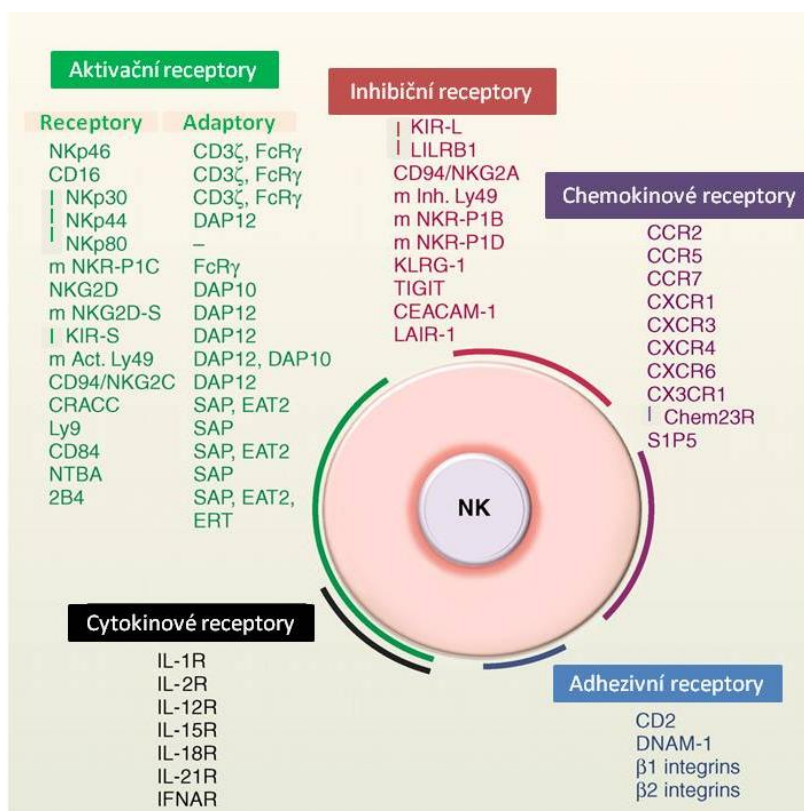 Aktivační receptory
Receptory Adaptory
NKp46 CD3ζ, FcRγ
CD16 CD3ζ, FcRγ
| NKp30 CD3ζ, FcRγ
| NKp44 DAP12
| NKp80 –
m NKR-P1C FcRγ
NKG2D DAP10
m NKG2D-S DAP12
| KIR-S DAP12
m Act. Ly49 DAP12, DAP10
CD94/NKG2C DAP12
CRACC SAP, EAT2
Ly9 SAP
CD84 SAP, EAT2
NTBA SAP
2B4 SAP, EAT2,
ERT
Inhibiční receptory
| KIR-L
| LILRB1
CD94/NKG2A
m Inh. Ly49
m NKR-P1B
m NKR-P1D
KLRG-1
TIGIT
CEACAM-1
LAIR-1
Chemokinové receptory
CCR2
CCR5
CCR7
CXCR1
CXCR3
CXCR4
CXCR6
CX3CR1
| Chem23R
S1P5
NK
Cytokinové receptory
IL-1R
IL-2R
IL-12R
IL-15R
IL-18R
IL-21R
IFNAR
Adhezivní receptory
CD2
DNAM-1
β1 integrins
β2 integrins